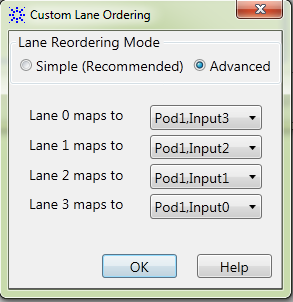 Custom Lane Ordering
Lane Reordering Mode
Simple (Recommended) Advanced
Lane 0 maps to Pod1,Input3
Lane 1 maps to Pod1,Input2
Lane 2 maps to Pod1,Input1
Lane 3 maps to Pod1,Input0
OK Help